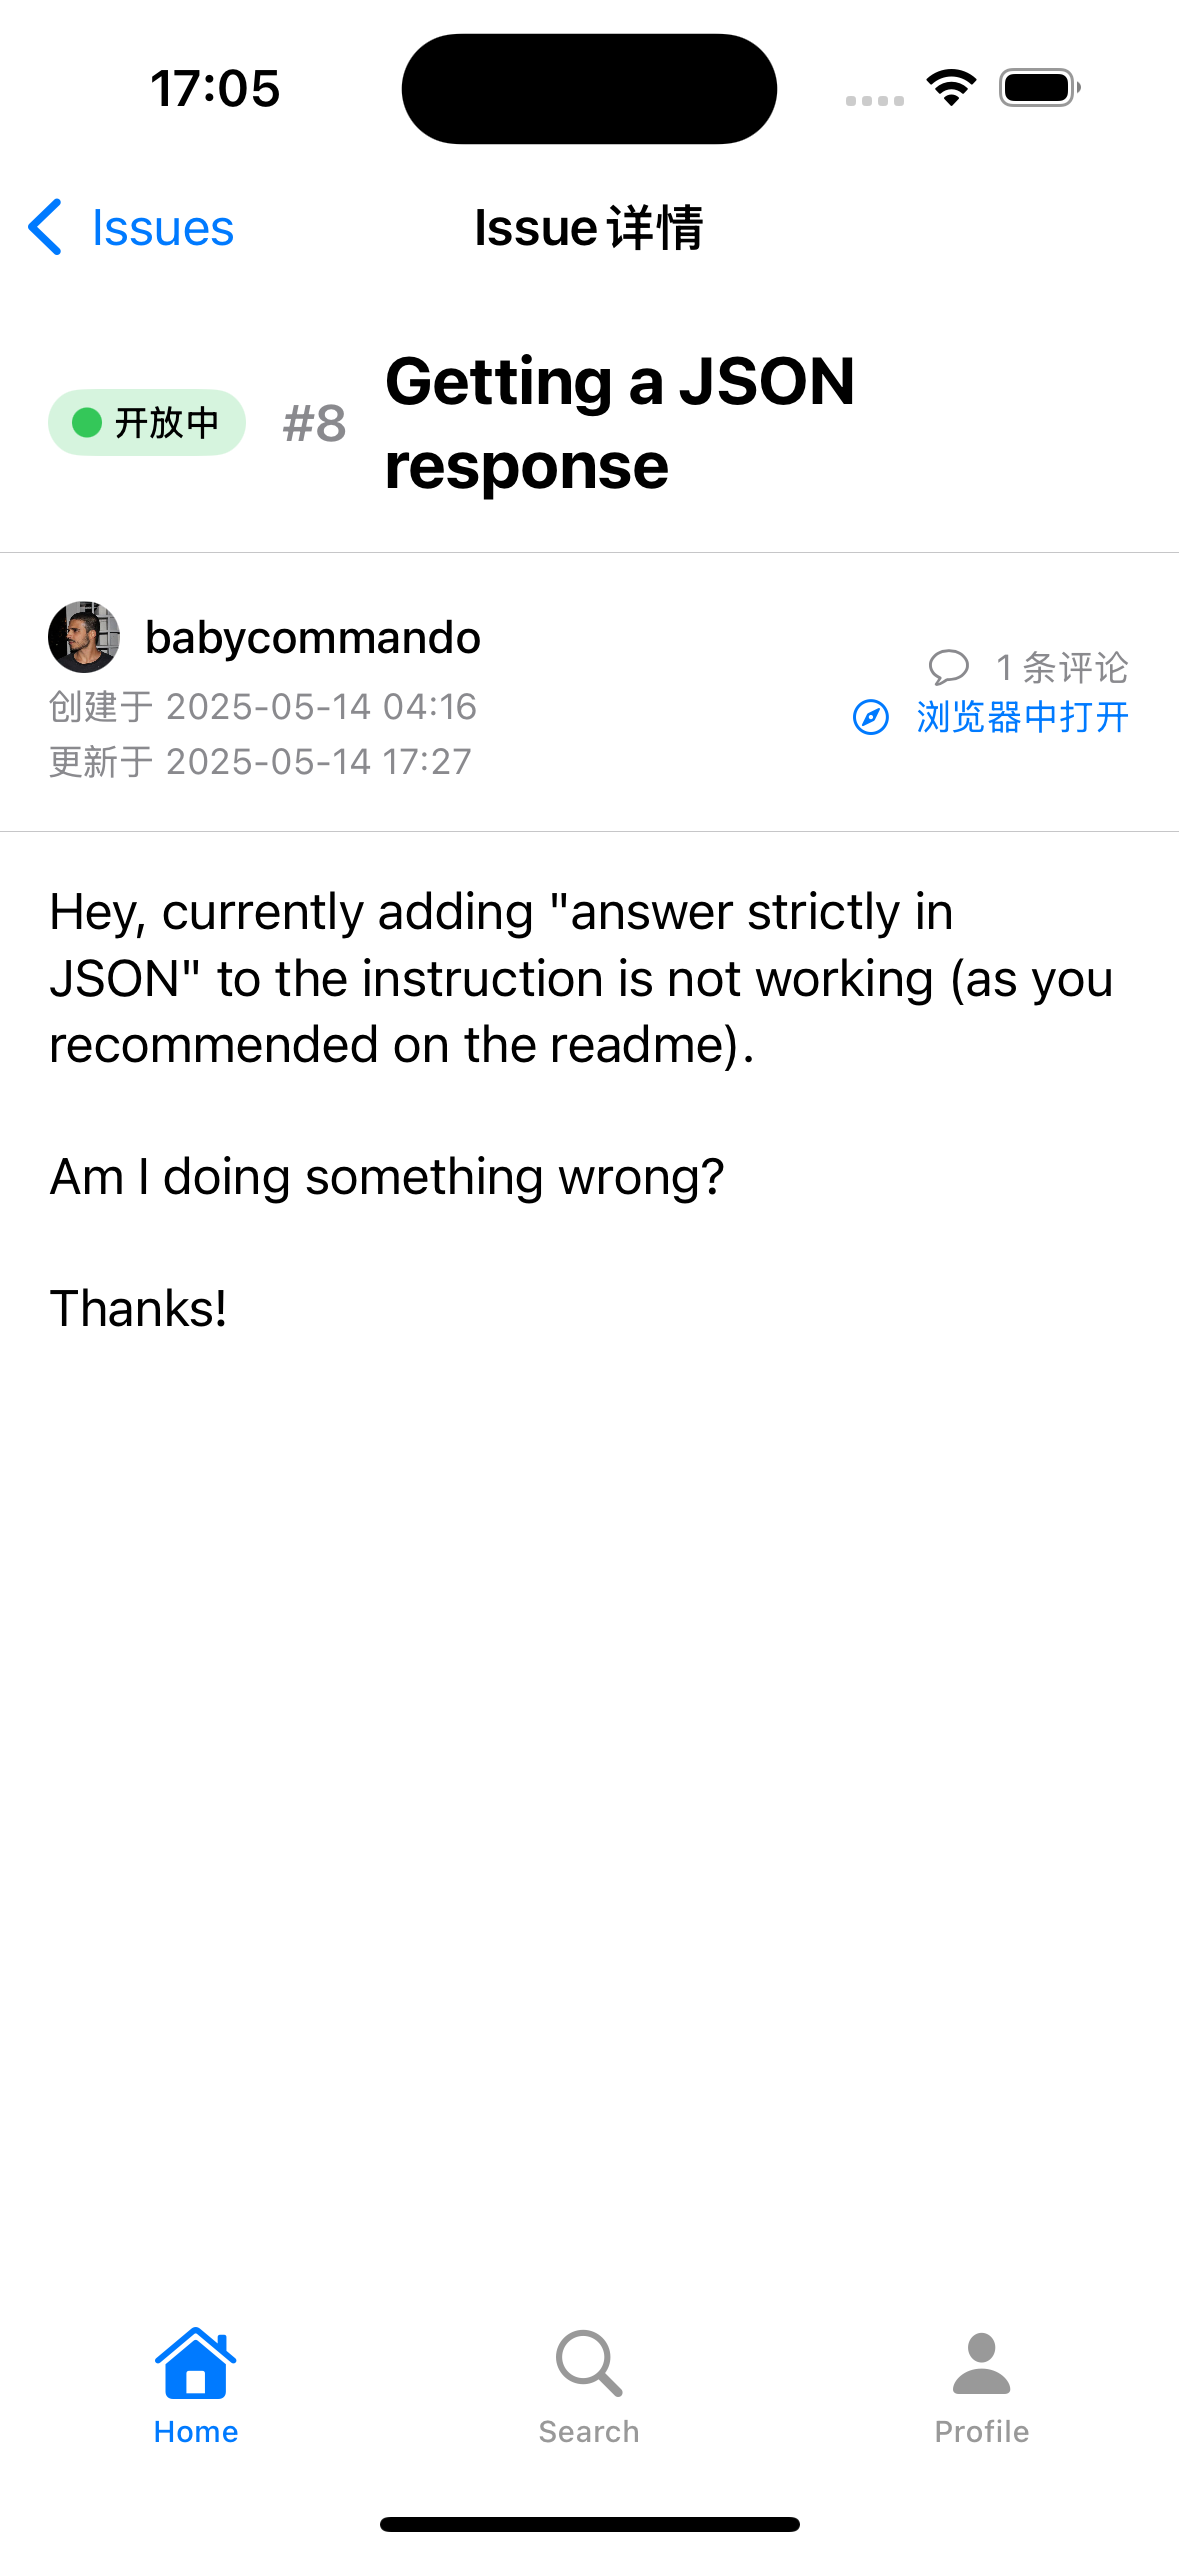 17:05
Issues
Issue 详情
开放中
#8
Getting a JSON
response
babycommando
创建于 2025-05-14 04:16
更新于 2025-05-14 17:27
1 条评论
浏览器中打开
Hey, currently adding "answer strictly in
JSON" to the instruction is not working (as you
recommended on the readme).
Am I doing something wrong?
Thanks!
Home
Search
Profile